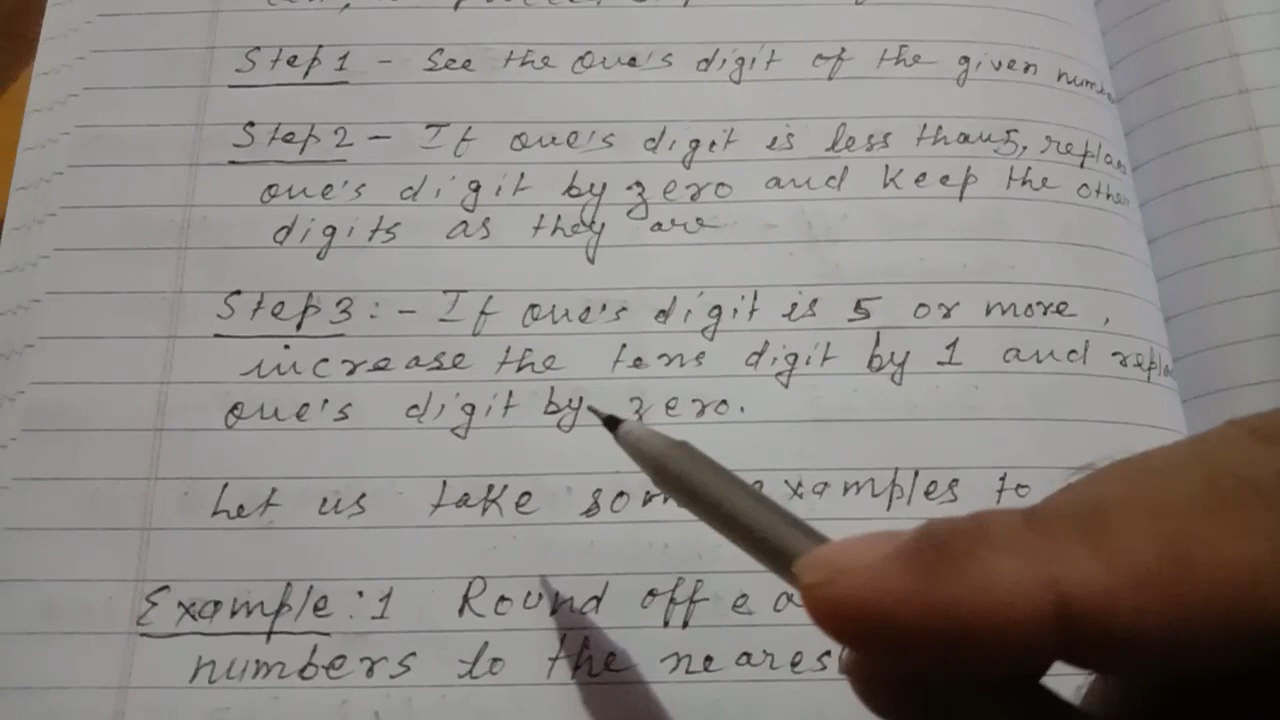 Step 1 - See the one's digit of the given
Step 2 - If one's digit is less than 5,
one's digit by zero and keep the
digits as they are
Step 3 :- If one's digit is 5 or more,
increase the tens digit by 1 and
one's digit by zero.
Let us take examples to
Example : 1 Round off
numbers to the